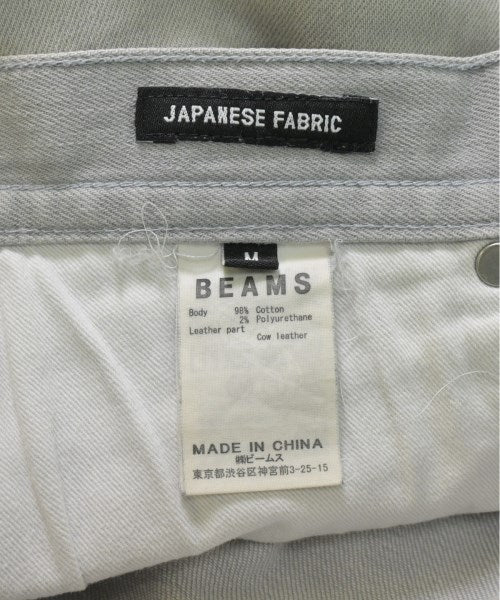 JAPANESE FABRIC
M
BEAMS
Body 98% Cotton
2% Polyurethane
Leather part
Cow leather
MADE IN CHINA
㈱ビームス
東京都渋谷区神宮前3-25-15